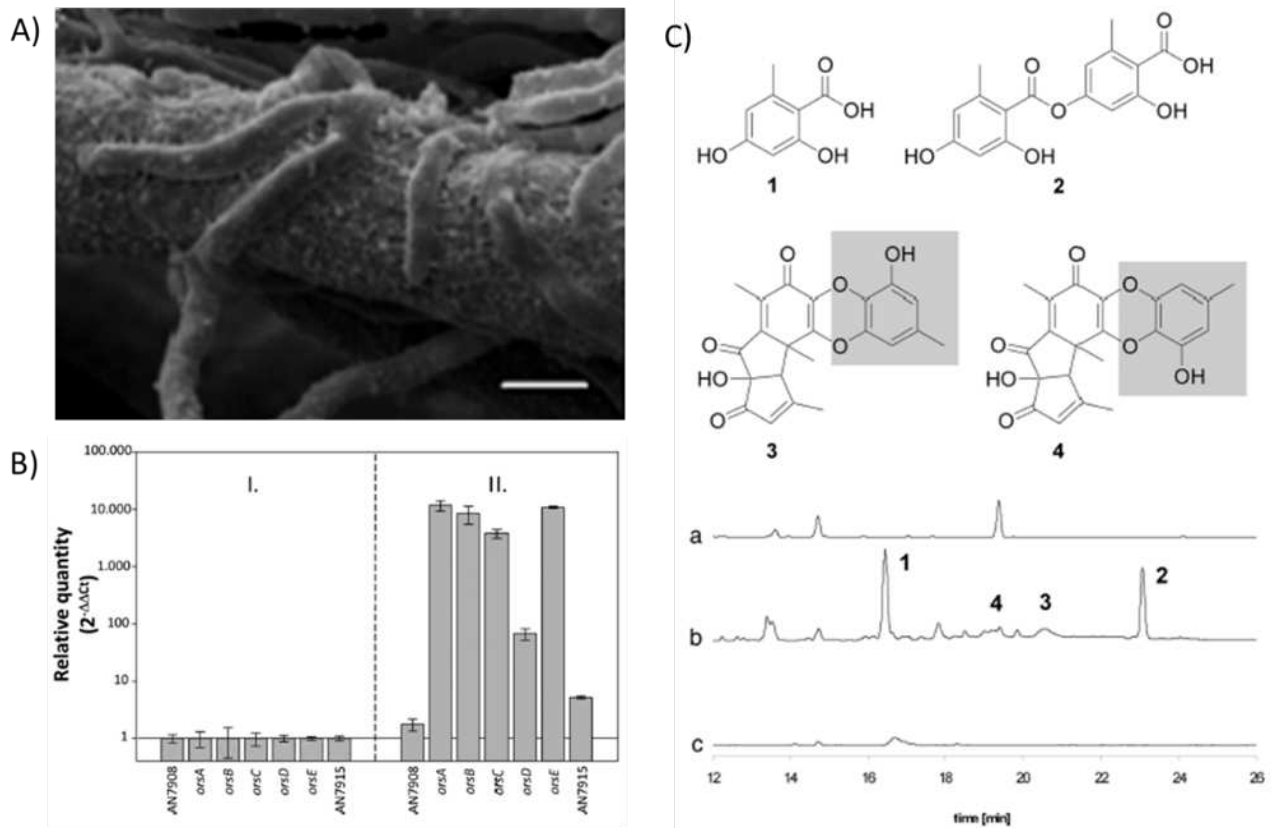 A)
B)
100.000
10.000
1.000
100
10
1
Relative quantity
(2-ΔΔCt)
I.
II.
AN7908
orsA
orsB
orsC
orsD
orsE
AN7915
AN7908
orsA
orsB
orsC
orsD
orsE
AN7915
C)
O
OH
HO
OH
1
O
O
OH
O
HO
OH
OH
2
O
O
OH
O
O
HO
O
3
O
O
O
O
HO
OH
O
4
a
b
1
4
3
2
c
12
14
16
18
20
22
24
26
time [min]